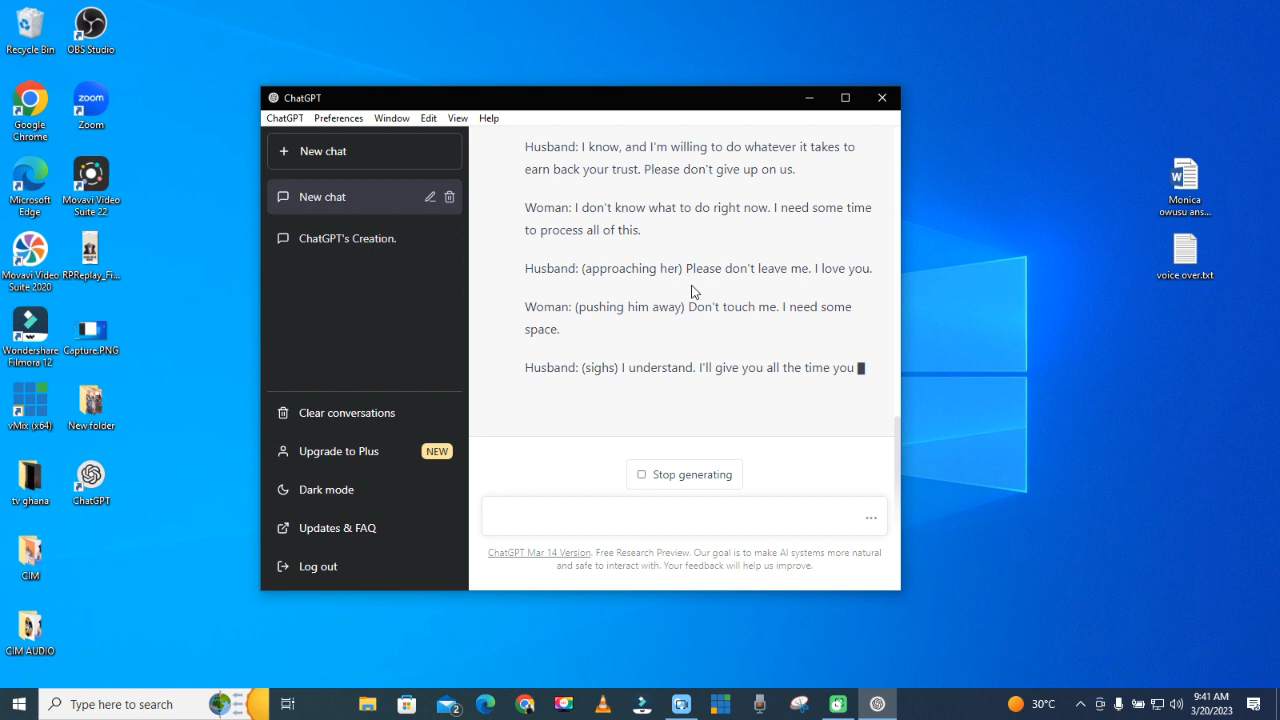 Recycle Bin
OBS Studio
Google
Chrome
zoom
Zoom
Microsoft
Edge
Movavi Video
Suite 22
Movavi Video
Suite 2020
RPReplay_Fi...
Wondershare
Filmora 12
Capture.PNG
vMix (x64)
New folder
tv ghana
ChatGPT
CIM
CIM AUDIO
Monica
owusu ans...
voice over.txt
ChatGPT
ChatGPT Preferences Window Edit View Help
New chat
New chat
ChatGPT's Creation.
Clear conversations
Upgrade to Plus NEW
Dark mode
Updates & FAQ
Log out
Husband: I know, and I'm willing to do whatever it takes to
earn back your trust. Please don't give up on us.
Woman: I don't know what to do right now. I need some time
to process all of this.
Husband: (approaching her) Please don't leave me. I love you.
Woman: (pushing him away) Don't touch me. I need some
space.
Husband: (sighs) I understand. I'll give you all the time you
Stop generating
...
ChatGPT Mar 14 Version. Free Research Preview. Our goal is to make AI systems more natural
and safe to interact with. Your feedback will help us improve.
Type here to search
2
30°C
9:41 AM
3/20/2023